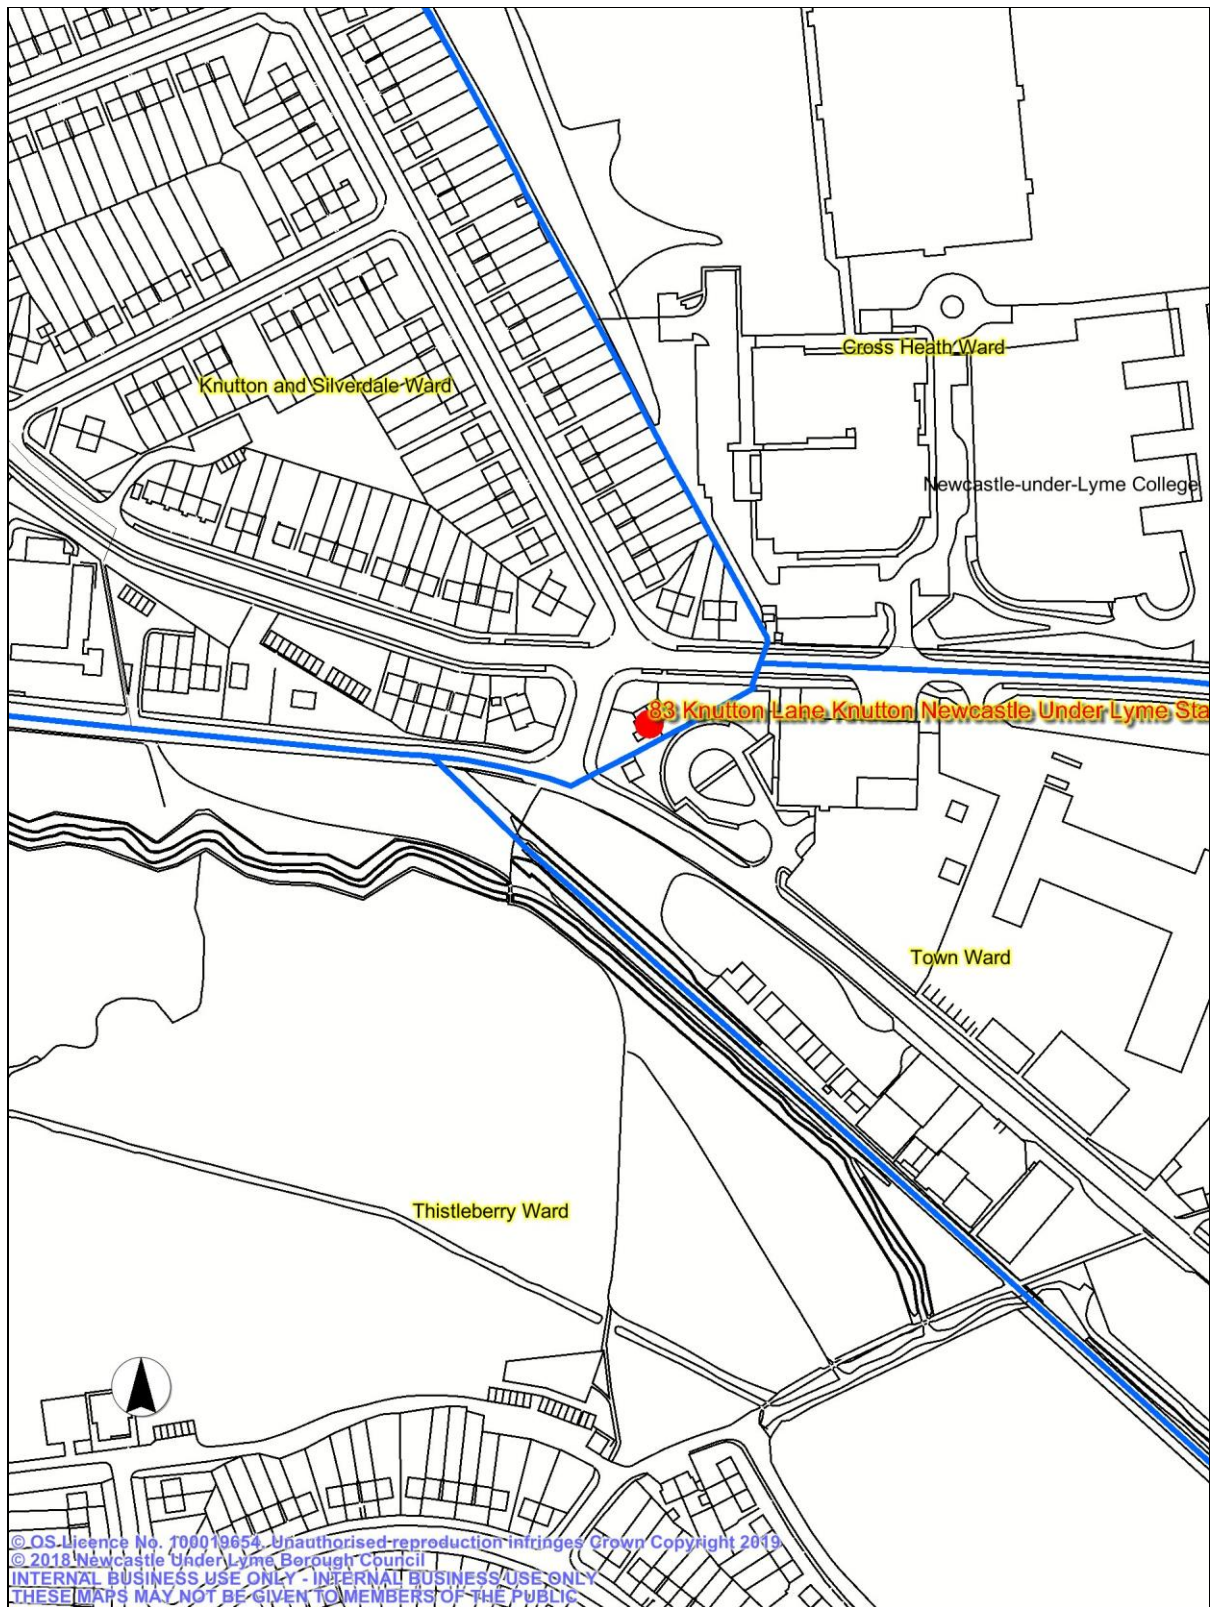 Cross Heath Ward
Knutton and Silverdale Ward
Newcastle-under-Lyme College
83 Knutton Lane Knutton Newcastle Under Lyme Sta
Town Ward
Thistleberry Ward
© OS Licence No. 100019654. Unauthorised reproduction infringes Crown Copyright 2019
© 2018 Newcastle Under Lyme Borough Council
INTERNAL BUSINESS USE ONLY - INTERNAL BUSINESS USE ONLY
THESE MAPS MAY NOT BE GIVEN TO MEMBERS OF THE PUBLIC